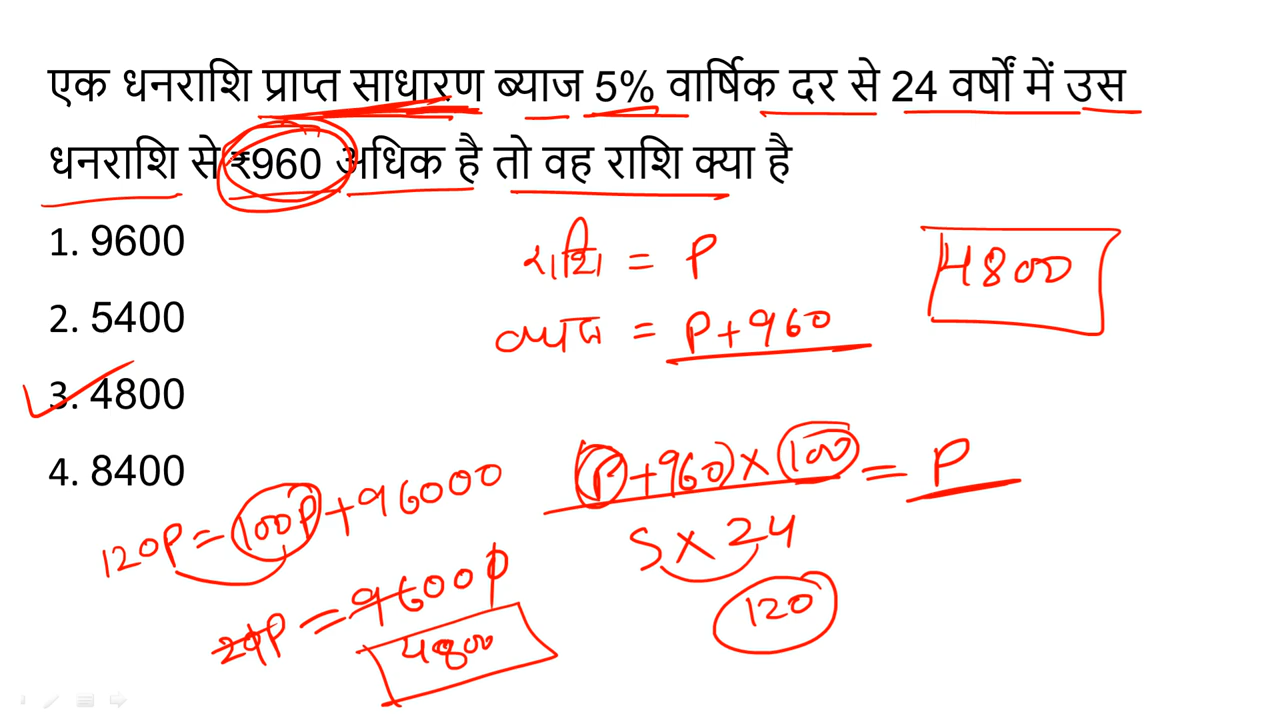 एक धनराशि प्राप्त साधारण ब्याज 5% वार्षिक दर से 24 वर्षों में उस
धनराशि से ₹960 अधिक है तो वह राशि क्या है
1. 9600
2. 5400
3. 4800
4. 8400
राशि = P
ब्याज = P+960
4800
(P+960)×100 = P
5×24
120
120P=100P+96000
20P=9600p
4800